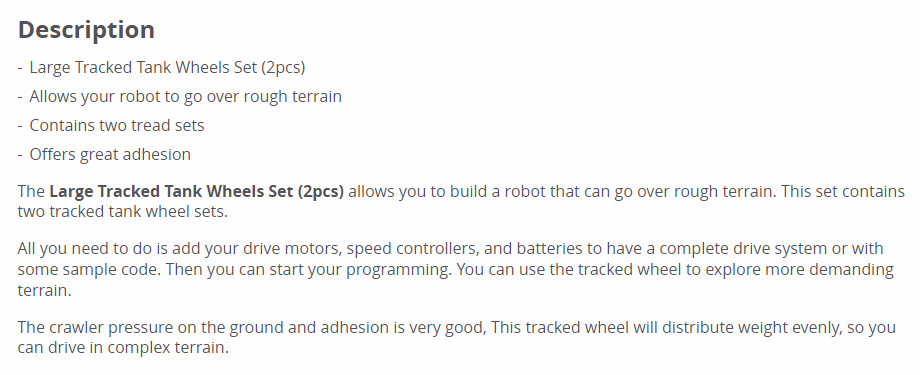 Description
- Large Tracked Tank Wheels Set (2pcs)
- Allows your robot to go over rough terrain
- Contains two tread sets
- Offers great adhesion
The Large Tracked Tank Wheels Set (2pcs) allows you to build a robot that can go over rough terrain. This set contains
two tracked tank wheel sets.
All you need to do is add your drive motors, speed controllers, and batteries to have a complete drive system or with
some sample code. Then you can start your programming. You can use the tracked wheel to explore more demanding
terrain.
The crawler pressure on the ground and adhesion is very good, This tracked wheel will distribute weight evenly, so you
can drive in complex terrain.